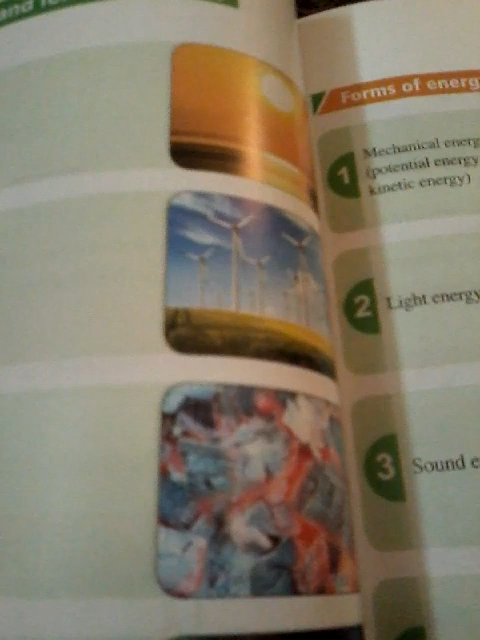 and
Forms of energ
Mechanical energ
(potential energy
kinetic energy)
1
2
Light energy
3
Sound e